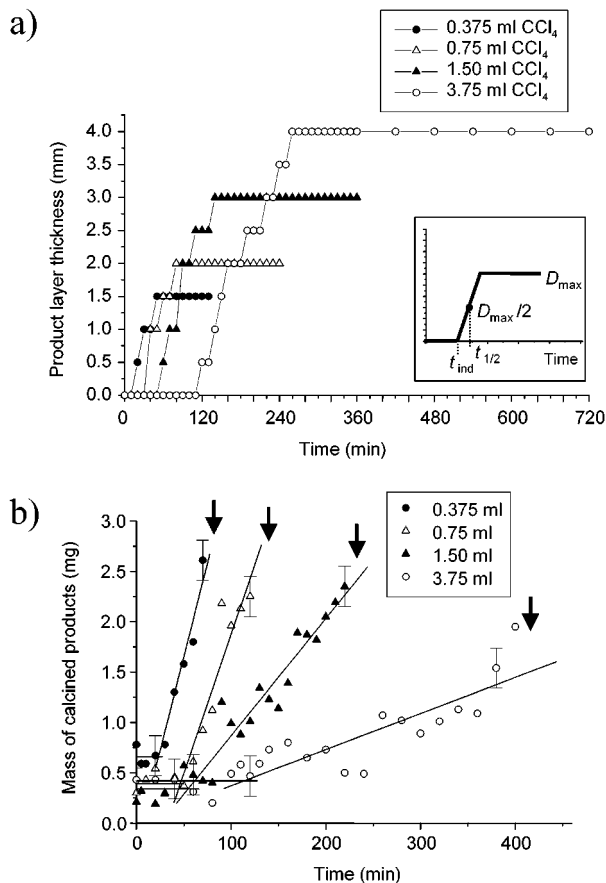 a)
0.375 ml CCl4
0.75 ml CCl4
1.50 ml CCl4
3.75 ml CCl4
Product layer thickness (mm)
4.0
3.5
3.0
2.5
2.0
1.5
1.0
0.5
0.0
0 120 240 360 480 600 720
Time (min)
Dmax
Dmax/2
tind t1/2 Time
b)
0.375 ml
0.75 ml
1.50 ml
3.75 ml
Mass of calcined products (mg)
3.0
2.5
2.0
1.5
1.0
0.5
0.0
0 100 200 300 400
Time (min)